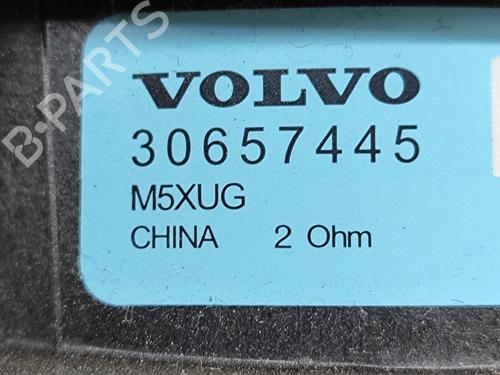 B-PARTS
VOLVO
30657445
M5XUG
CHINA 2 Ohm